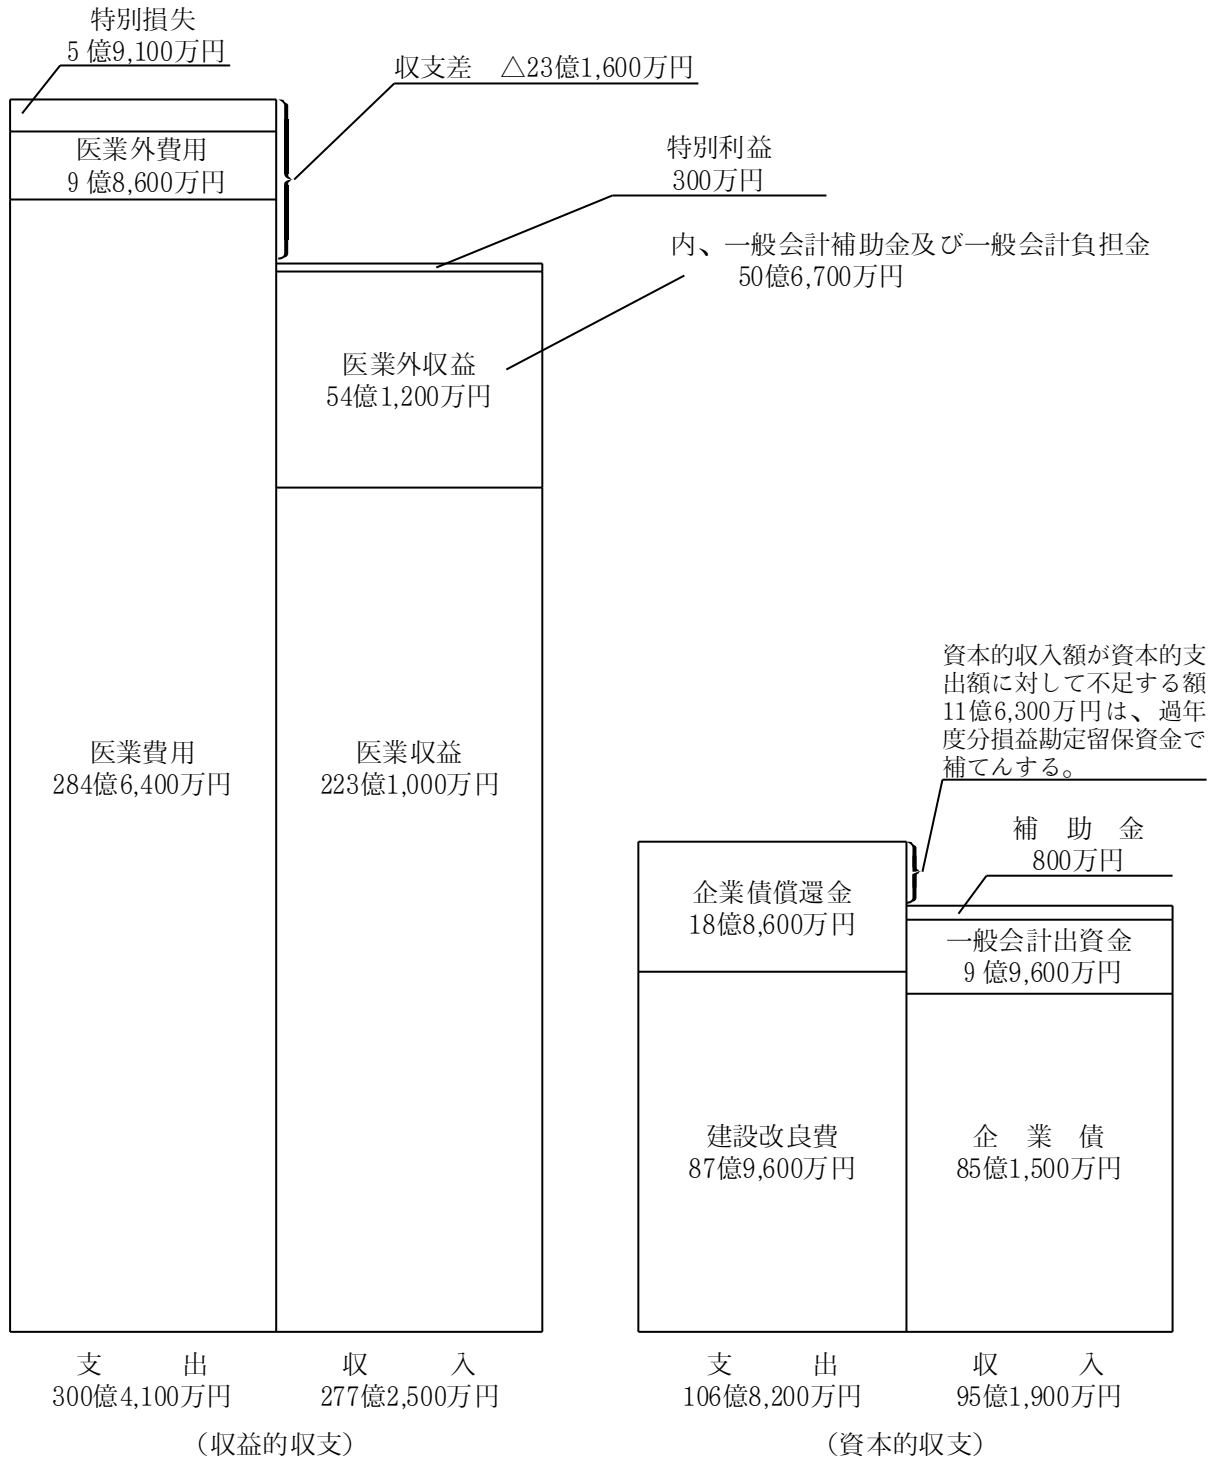 特別損失
5億9,100万円
収支差　△23億1,600万円
医業外費用
9億8,600万円
特別利益
300万円
内、一般会計補助金及び一般会計負担金
50億6,700万円
医業外収益
54億1,200万円
医業費用
284億6,400万円
医業収益
223億1,000万円
支　出
300億4,100万円
収　入
277億2,500万円
（収益的収支）
資本的収入額が資本的支
出額に対して不足する額
11億6,300万円は、過年
度分損益勘定留保資金で
補てんする。
補　助　金
800万円
企業債償還金
18億8,600万円
一般会計出資金
9億9,600万円
建設改良費
87億9,600万円
企　業　債
85億1,500万円
支　出
106億8,200万円
収　入
95億1,900万円
（資本的収支）